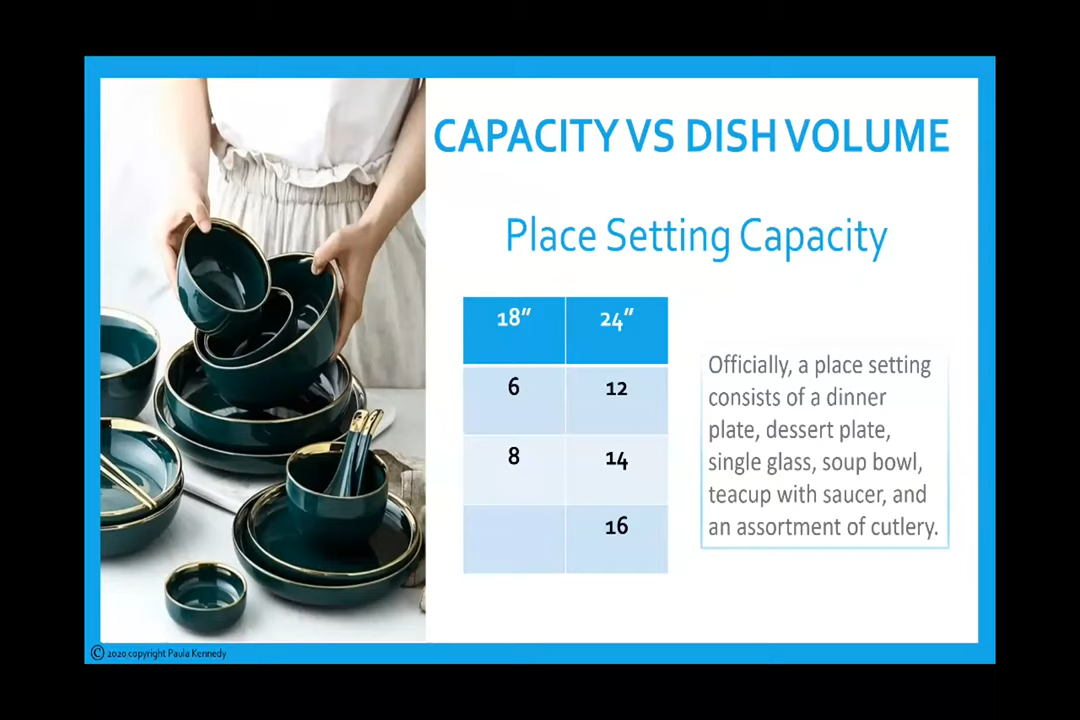 CAPACITY VS DISH VOLUME
Place Setting Capacity
18" 24"
6 12
8 14
16
Officially, a place setting
consists of a dinner
plate, dessert plate,
single glass, soup bowl,
teacup with saucer, and
an assortment of cutlery.
© 2020 copyright Paula Kennedy